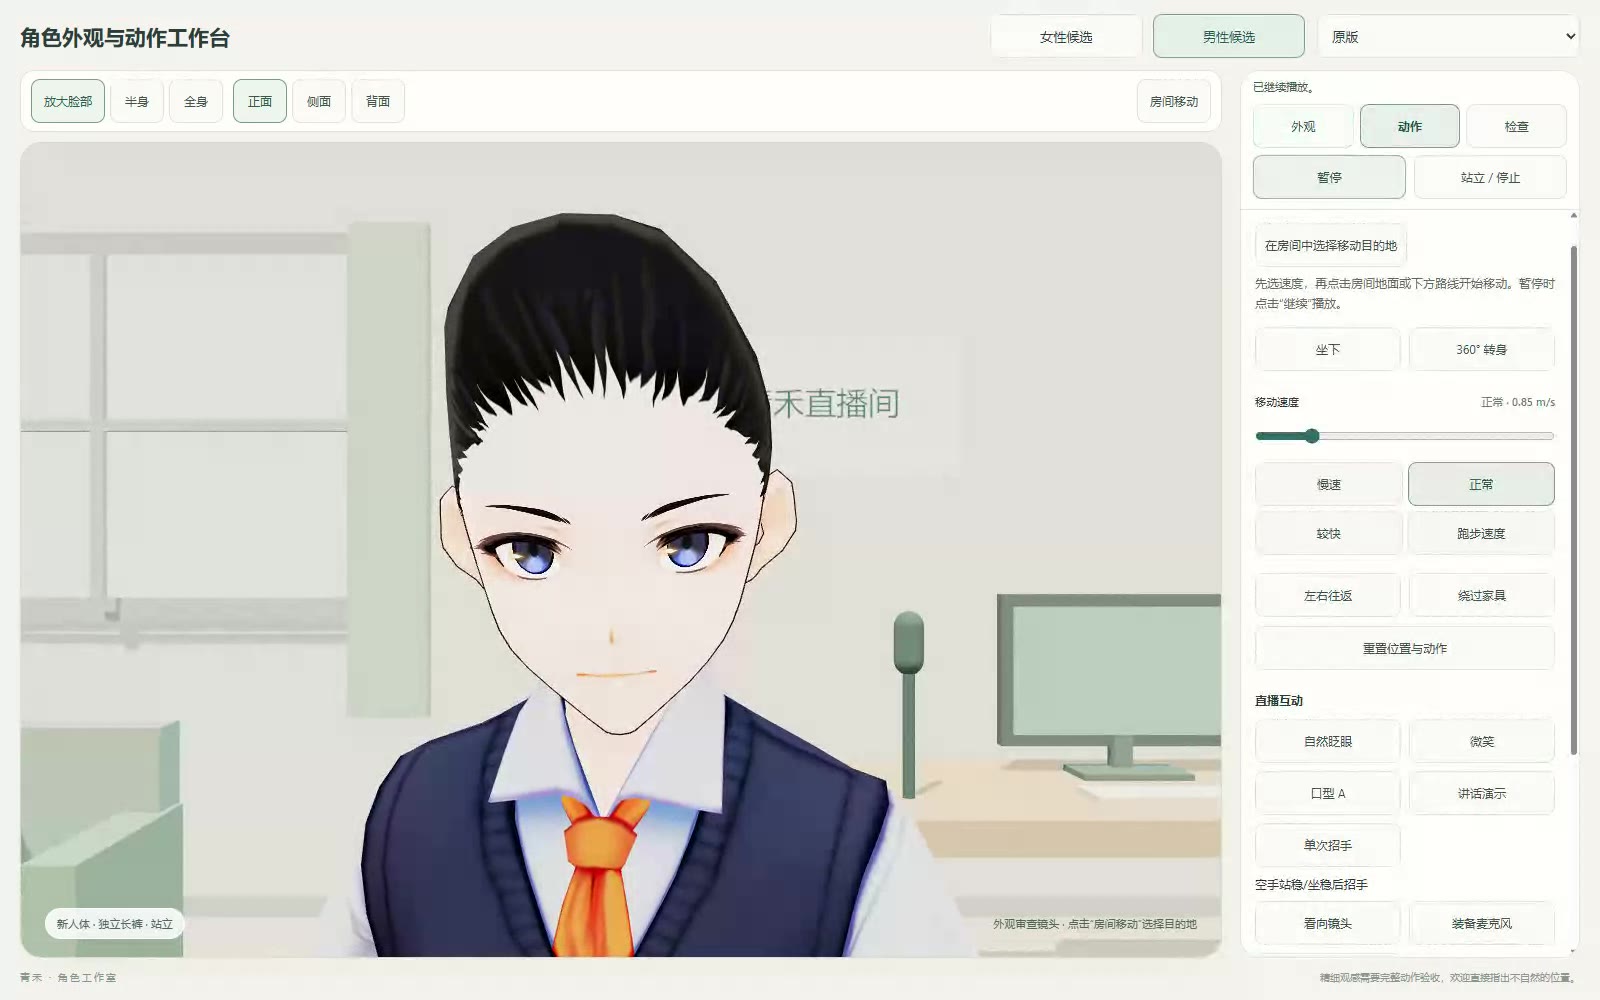 角色外观与动作工作台
女性候选
男性候选
原版
放大脸部
半身
全身
正面
侧面
背面
房间移动
禾直播间
新人体 · 独立长裤 · 站立
外观审查镜头 · 点击“房间移动”选择目的地
已继续播放。
外观
动作
检查
暂停
站立 / 停止
在房间中选择移动目的地
先选速度，再点击房间地面或下方路线开始移动。暂停时
点击“继续”播放。
坐下
360° 转身
移动速度
正常 · 0.85 m/s
慢速
正常
较快
跑步速度
左右往返
绕过家具
重置位置与动作
直播互动
自然眨眼
微笑
口型 A
讲话演示
单次招手
空手站稳/坐稳后招手
看向镜头
装备麦克风
青禾 · 角色工作室
精细观感需要完整动作验收，欢迎直接指出不自然的位置。